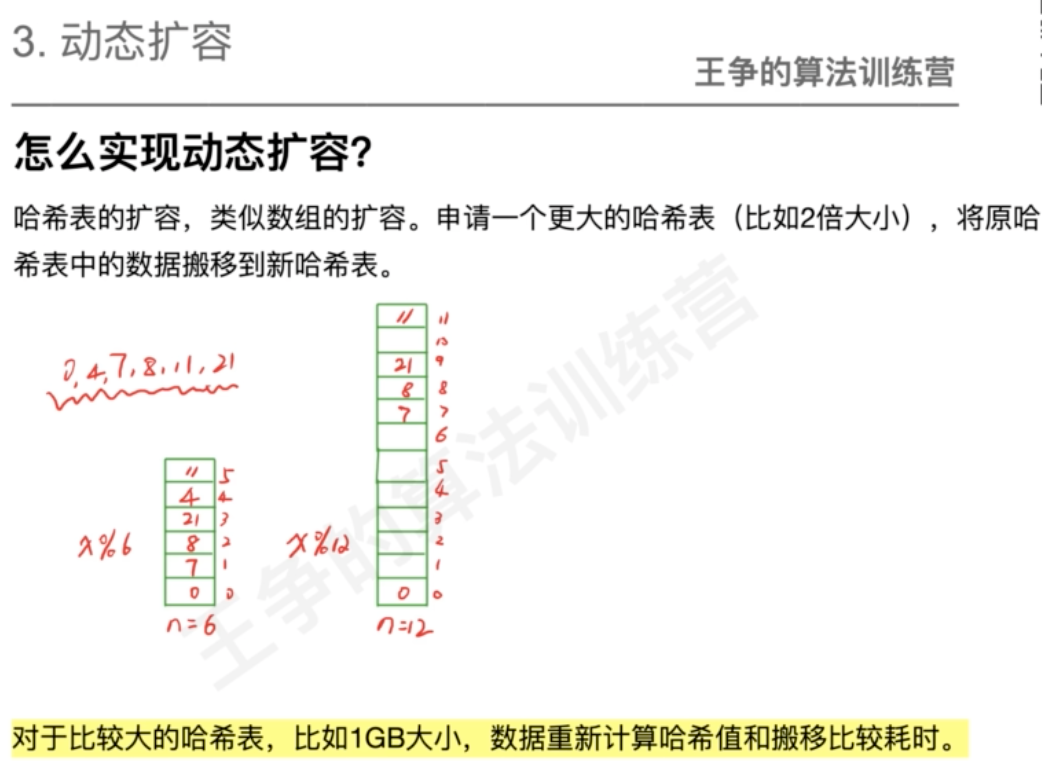 3. 动态扩容
王争的算法训练营
怎么实现动态扩容?
哈希表的扩容，类似数组的扩容。申请一个更大的哈希表（比如2倍大小），将原哈
希表中的数据搬移到新哈希表。
0,4,7,8,11,21
x%6
11 5
4 4
21 3
8 2
7 1
0 0
n=6
x%12
11 11
10
21 9
8 8
7 7
6
5
4
3
2
1
0 0
n=12
王争的算法训练营
对于比较大的哈希表，比如1GB大小，数据重新计算哈希值和搬移比较耗时。